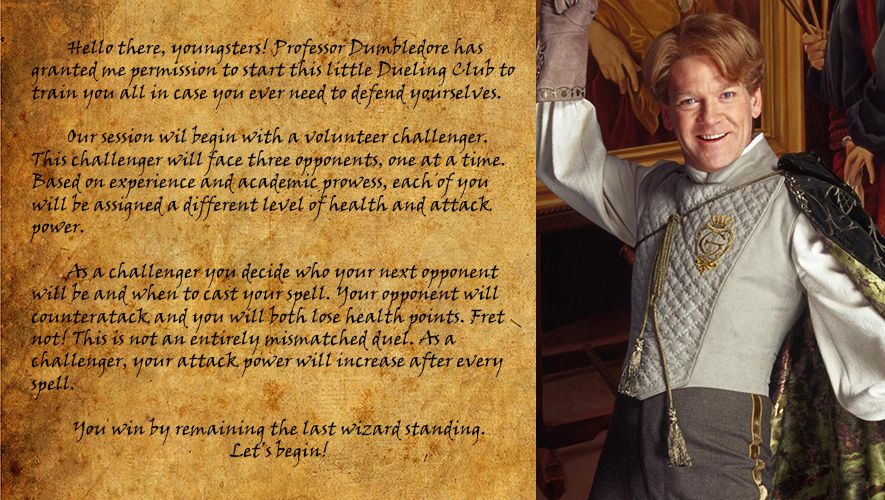 Hello there, youngsters! Professor Dumbledore has
granted me permission to start this little Dueling Club to
train you all in case you ever need to defend yourselves.
Our session wil begin with a volunteer challenger.
This challenger will face three opponents, one at a time.
Based on experience and academic prowess, each of you
will be assigned a different level of health and attack
power.
As a challenger you decide who your next opponent
will be and when to cast your spell. Your opponent will
counteratack and you will both lose health points. Fret
not! This is not an entirely mismatched duel. As a
challenger, your attack power will increase after every
spell.
You win by remaining the last wizard standing.
Let's begin!